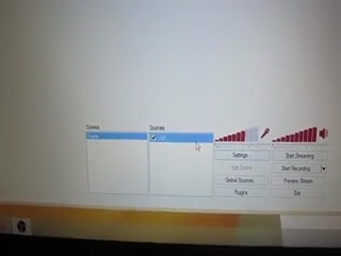 Scenes
Sources
Settings
Start Streaming
Edit Scene
Start Recording
Global Sources
Preview Stream
Plugins
Exit